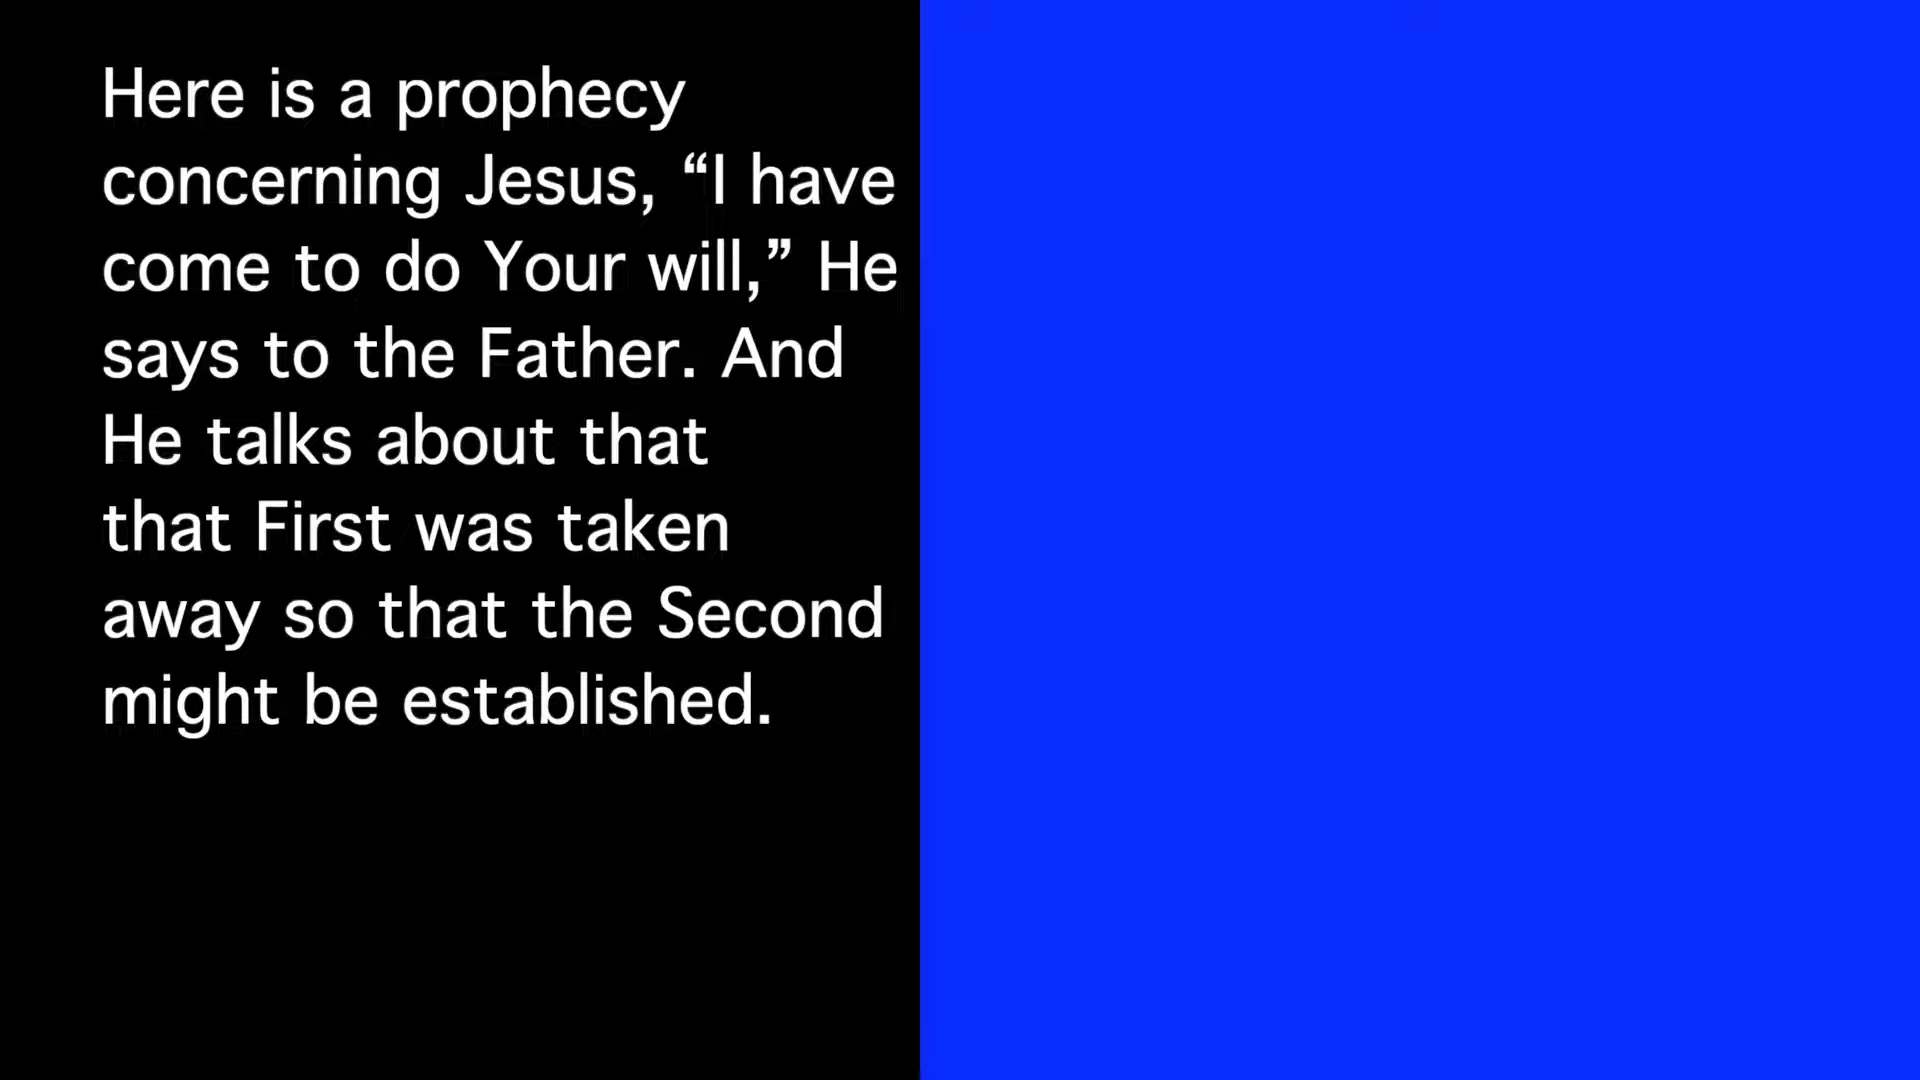 Here is a prophecy
concerning Jesus, “I have
come to do Your will,” He
says to the Father. And
He talks about that
that First was taken
away so that the Second
might be established.